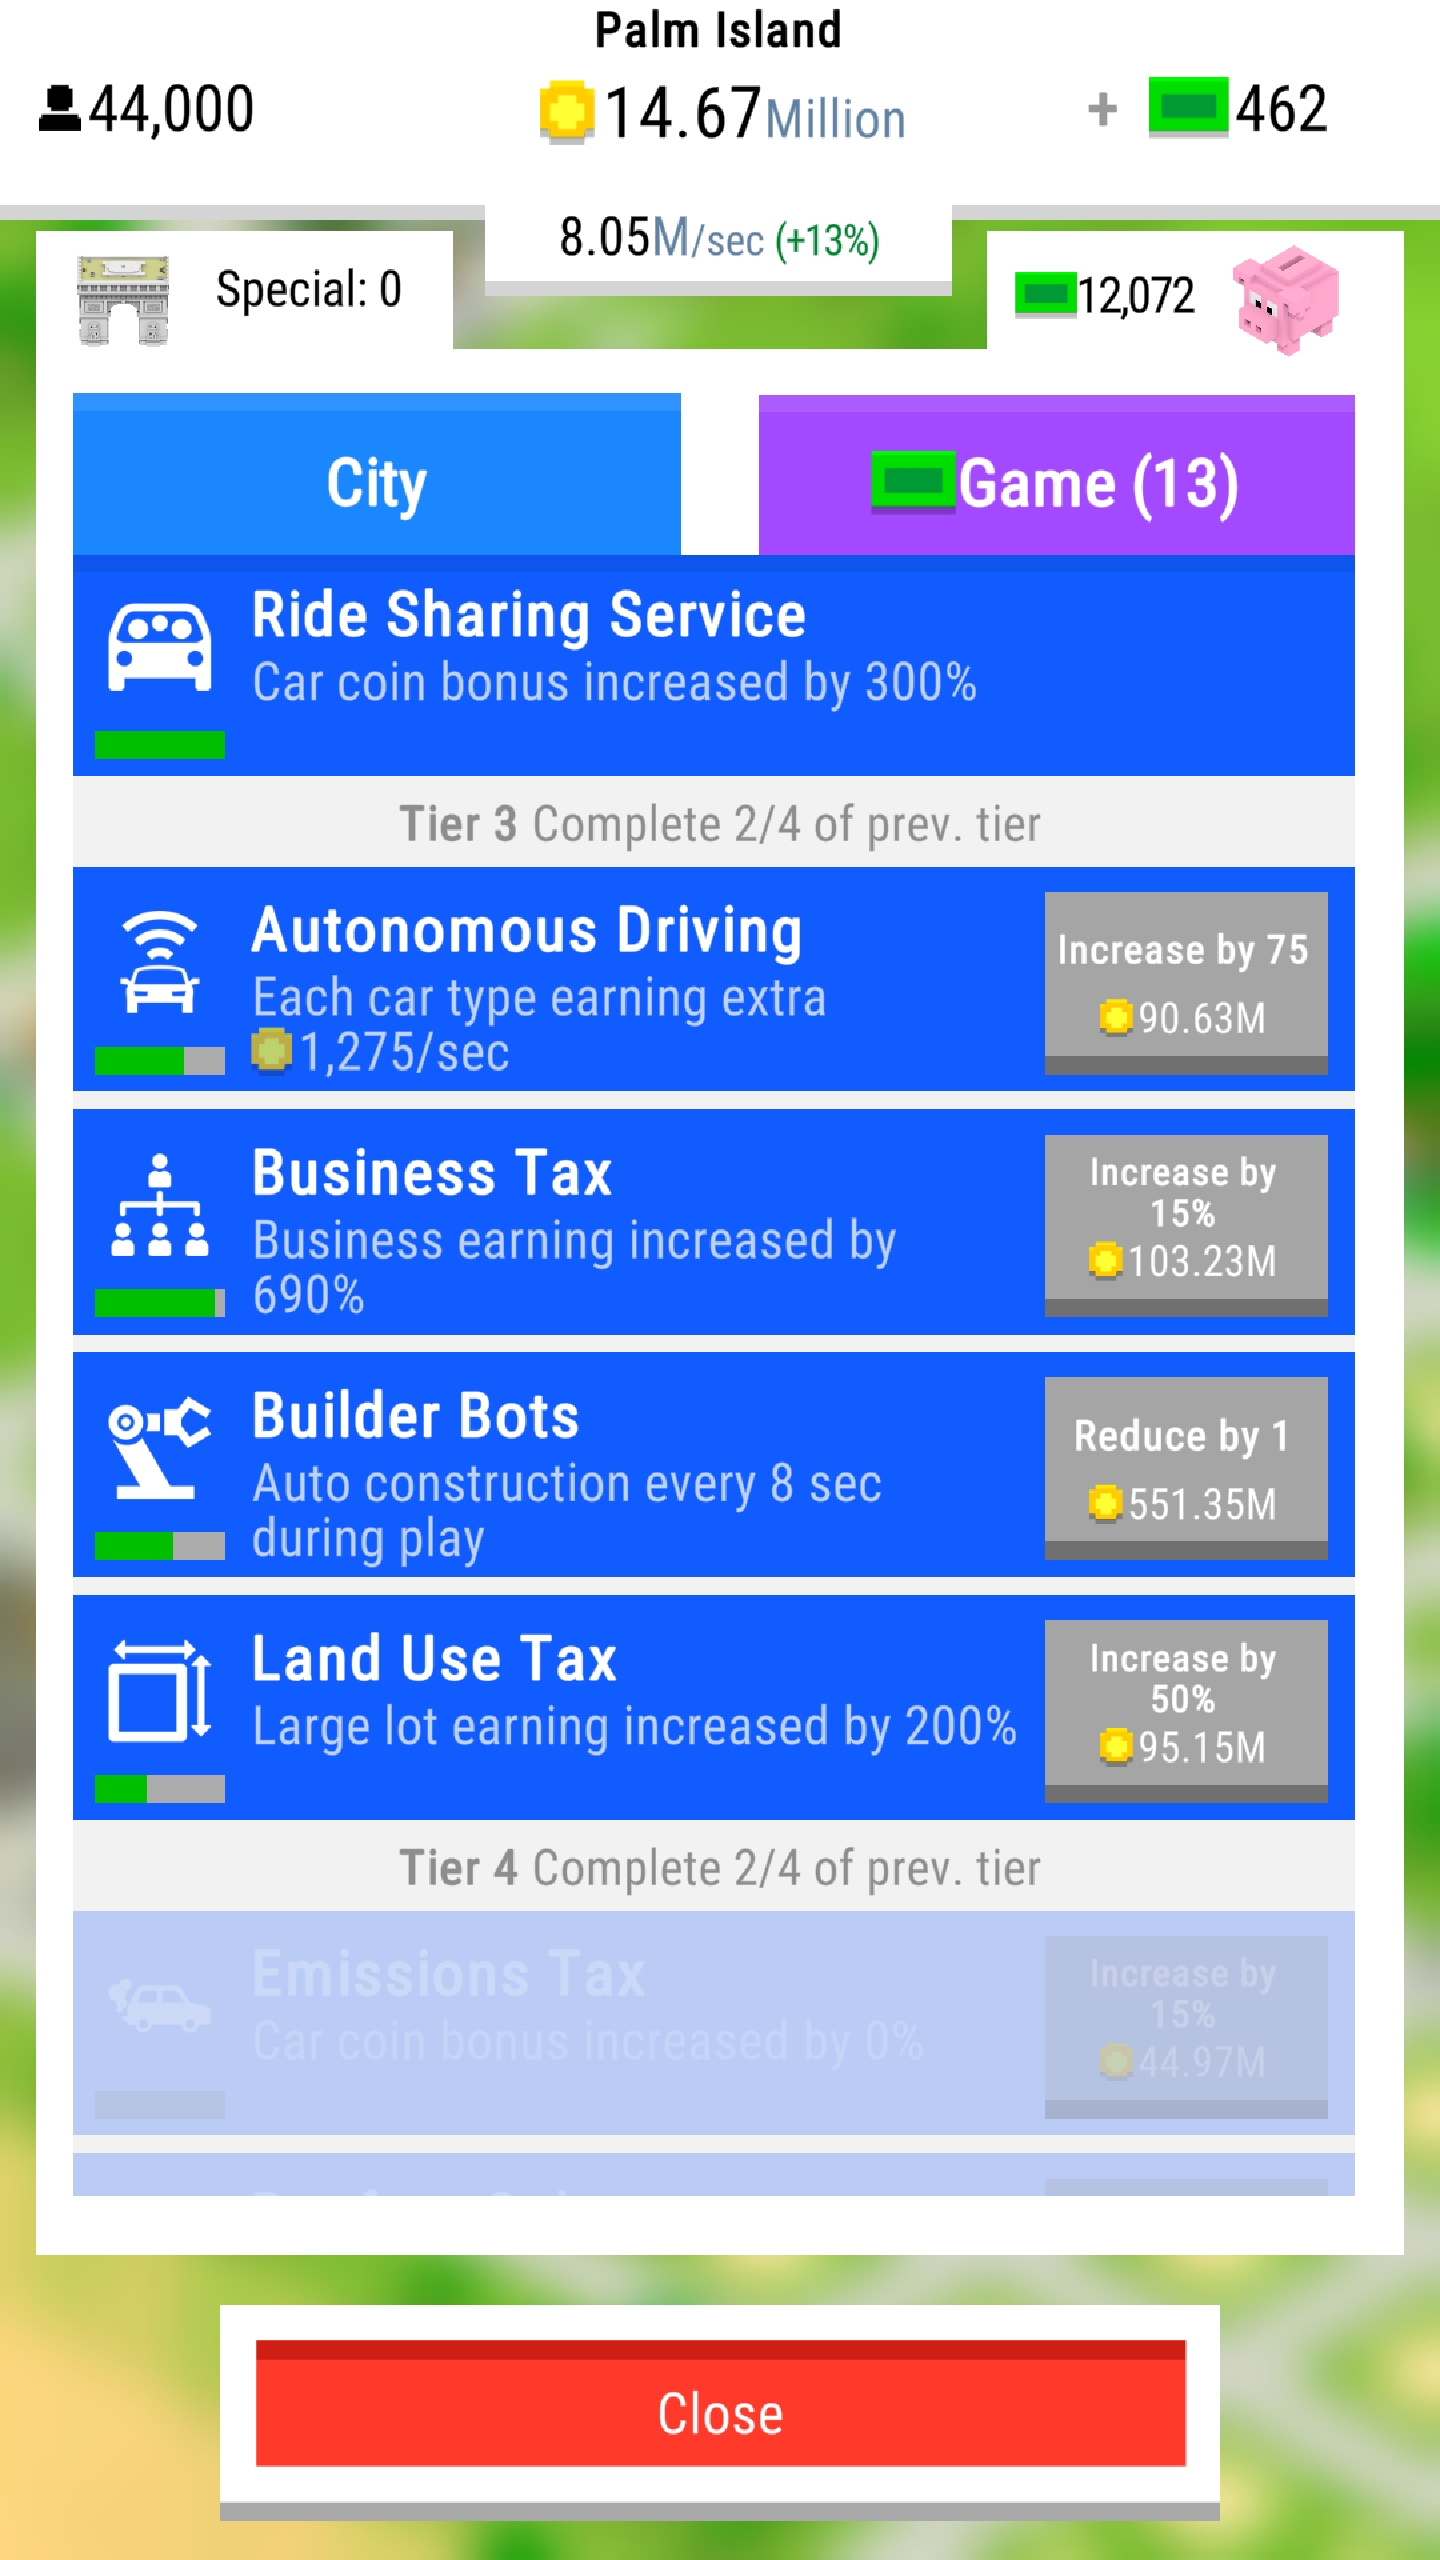 Palm Island
44,000
14.67Million
+ 462
8.05M/sec (+13%)
Special: 0
12,072
City
Game (13)
Ride Sharing Service
Car coin bonus increased by 300%
Tier 3 Complete 2/4 of prev. tier
Autonomous Driving
Each car type earning extra
1,275/sec
Increase by 75
90.63M
Business Tax
Business earning increased by
690%
Increase by
15%
103.23M
Builder Bots
Auto construction every 8 sec
during play
Reduce by 1
551.35M
Land Use Tax
Large lot earning increased by 200%
Increase by
50%
95.15M
Tier 4 Complete 2/4 of prev. tier
Emissions Tax
Car coin bonus increased by 0%
Increase by
15%
44.97M
Close